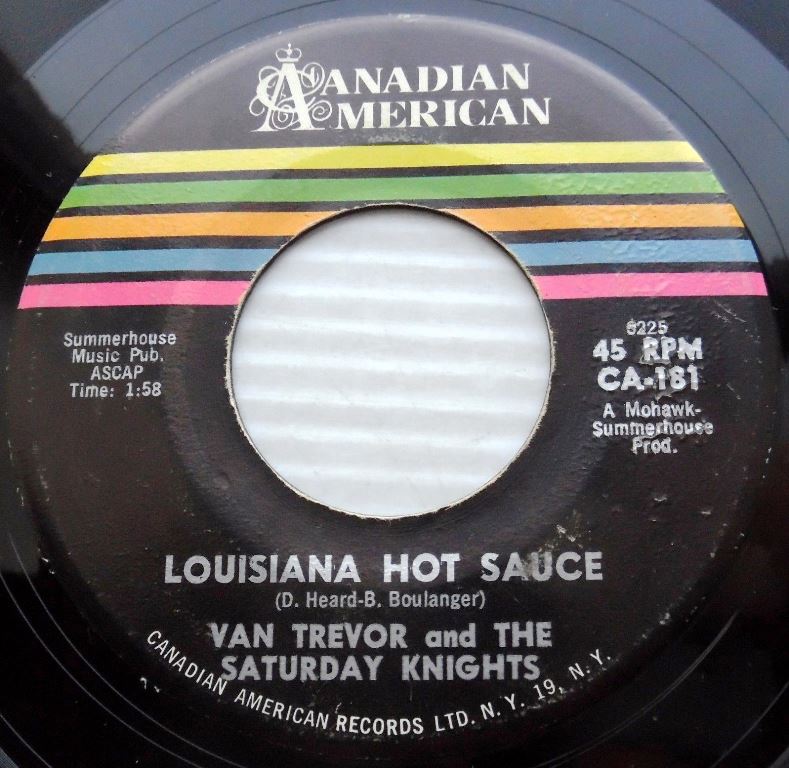 CANADIAN
AMERICAN
Summerhouse
Music Pub.
ASCAP
Time: 1:58
6225
45 RPM
CA-181
A Mohawk-
Summerhouse
Prod.
LOUISIANA HOT SAUCE
(D. Heard-B. Boulanger)
VAN TREVOR and THE
SATURDAY KNIGHTS
CANADIAN AMERICAN RECORDS LTD. N. Y. 19, N. Y.